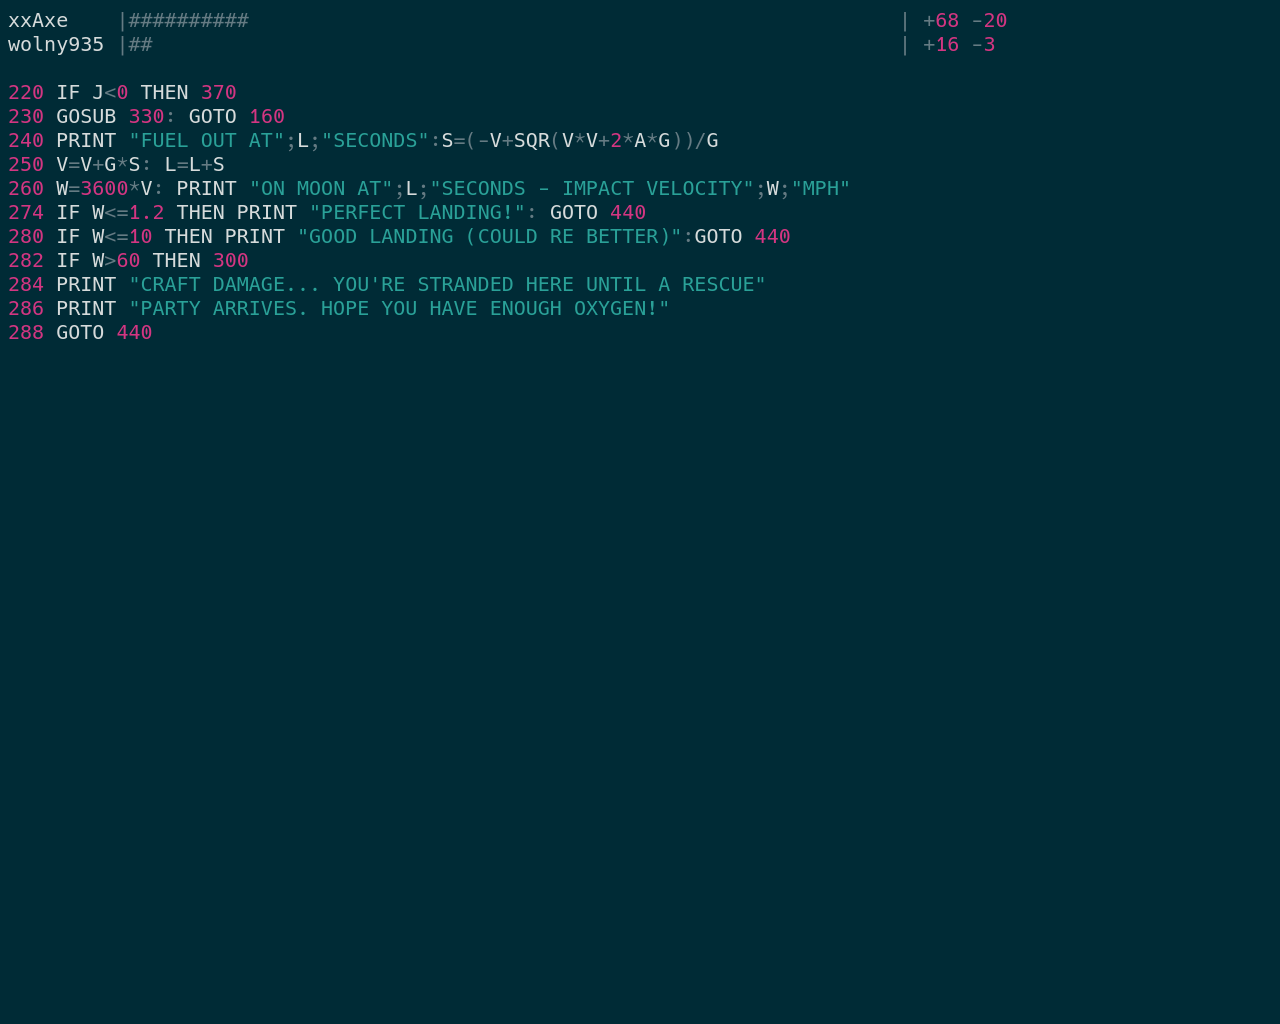 xxAxe    |##########                                                      | +68 -20
wolny935 |##                                                              | +16 -3

220 IF J<0 THEN 370
230 GOSUB 330: GOTO 160
240 PRINT "FUEL OUT AT";L;"SECONDS":S=(-V+SQR(V*V+2*A*G))/G
250 V=V+G*S: L=L+S
260 W=3600*V: PRINT "ON MOON AT";L;"SECONDS - IMPACT VELOCITY";W;"MPH"
274 IF W<=1.2 THEN PRINT "PERFECT LANDING!": GOTO 440
280 IF W<=10 THEN PRINT "GOOD LANDING (COULD RE BETTER)":GOTO 440
282 IF W>60 THEN 300
284 PRINT "CRAFT DAMAGE... YOU'RE STRANDED HERE UNTIL A RESCUE"
286 PRINT "PARTY ARRIVES. HOPE YOU HAVE ENOUGH OXYGEN!"
288 GOTO 440